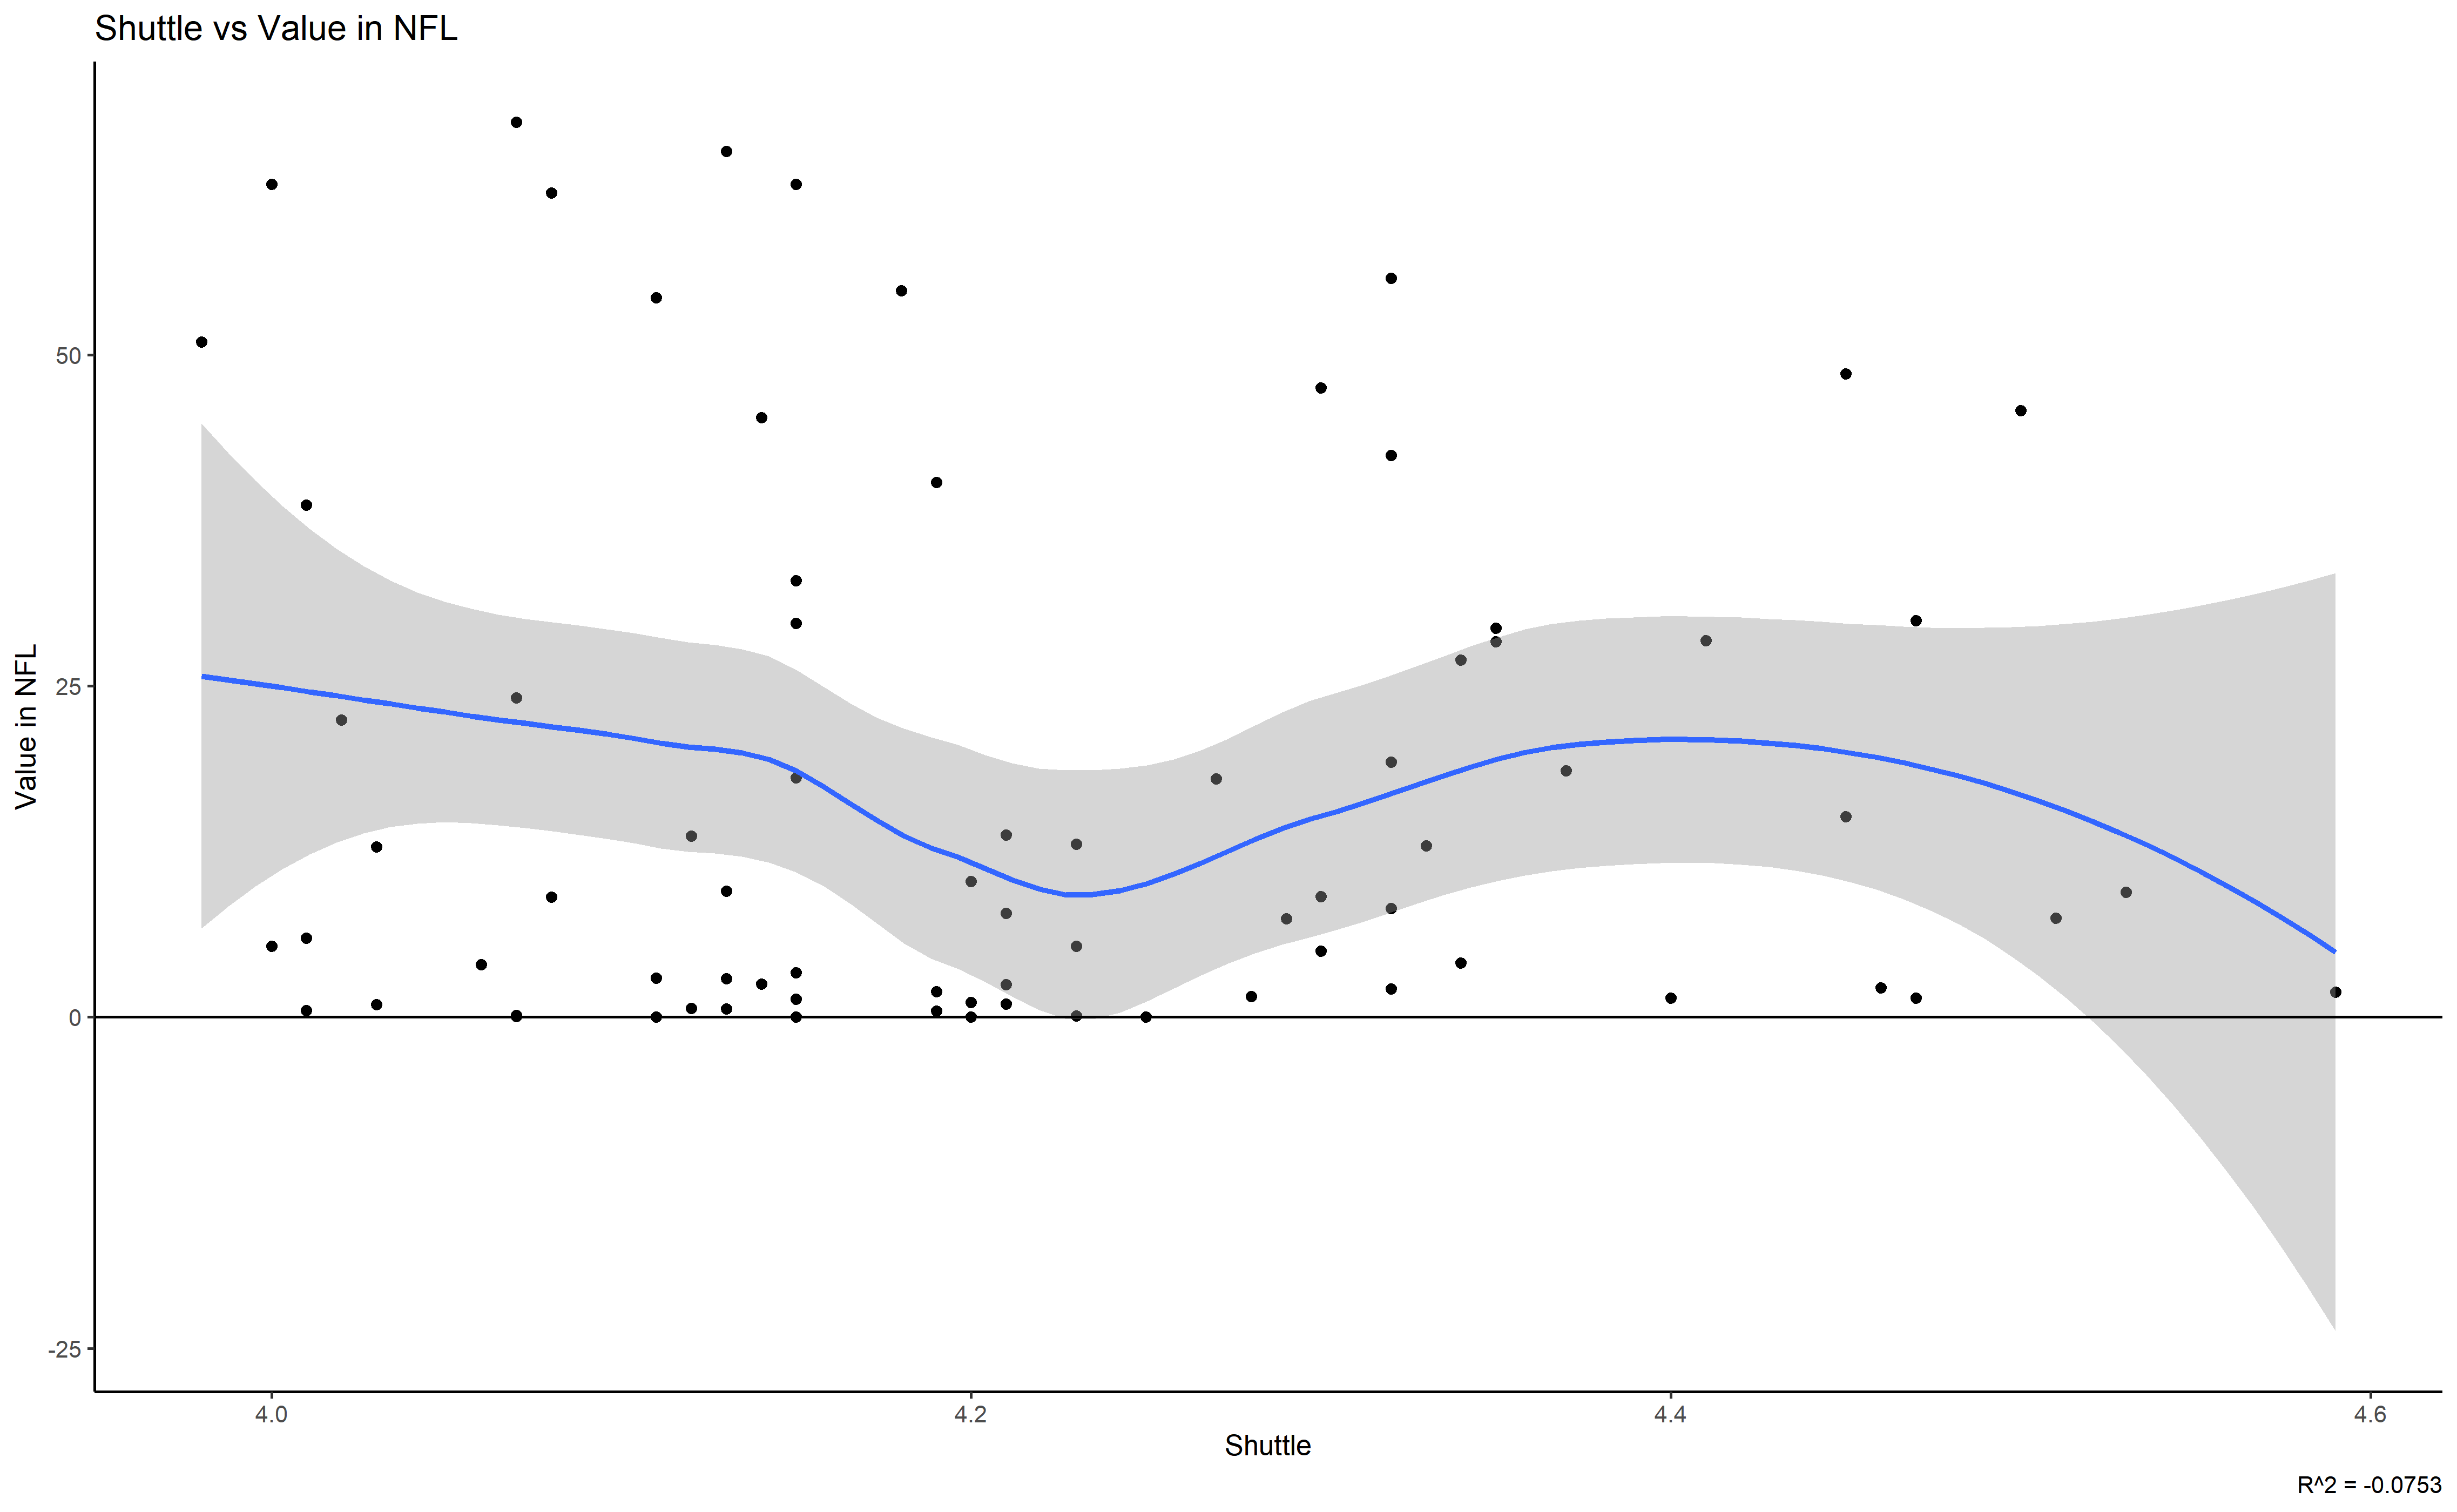 Shuttle vs Value in NFL
Value in NFL
50
25
0
-25
4.0
4.2
4.4
4.6
Shuttle
R^2 = -0.0753